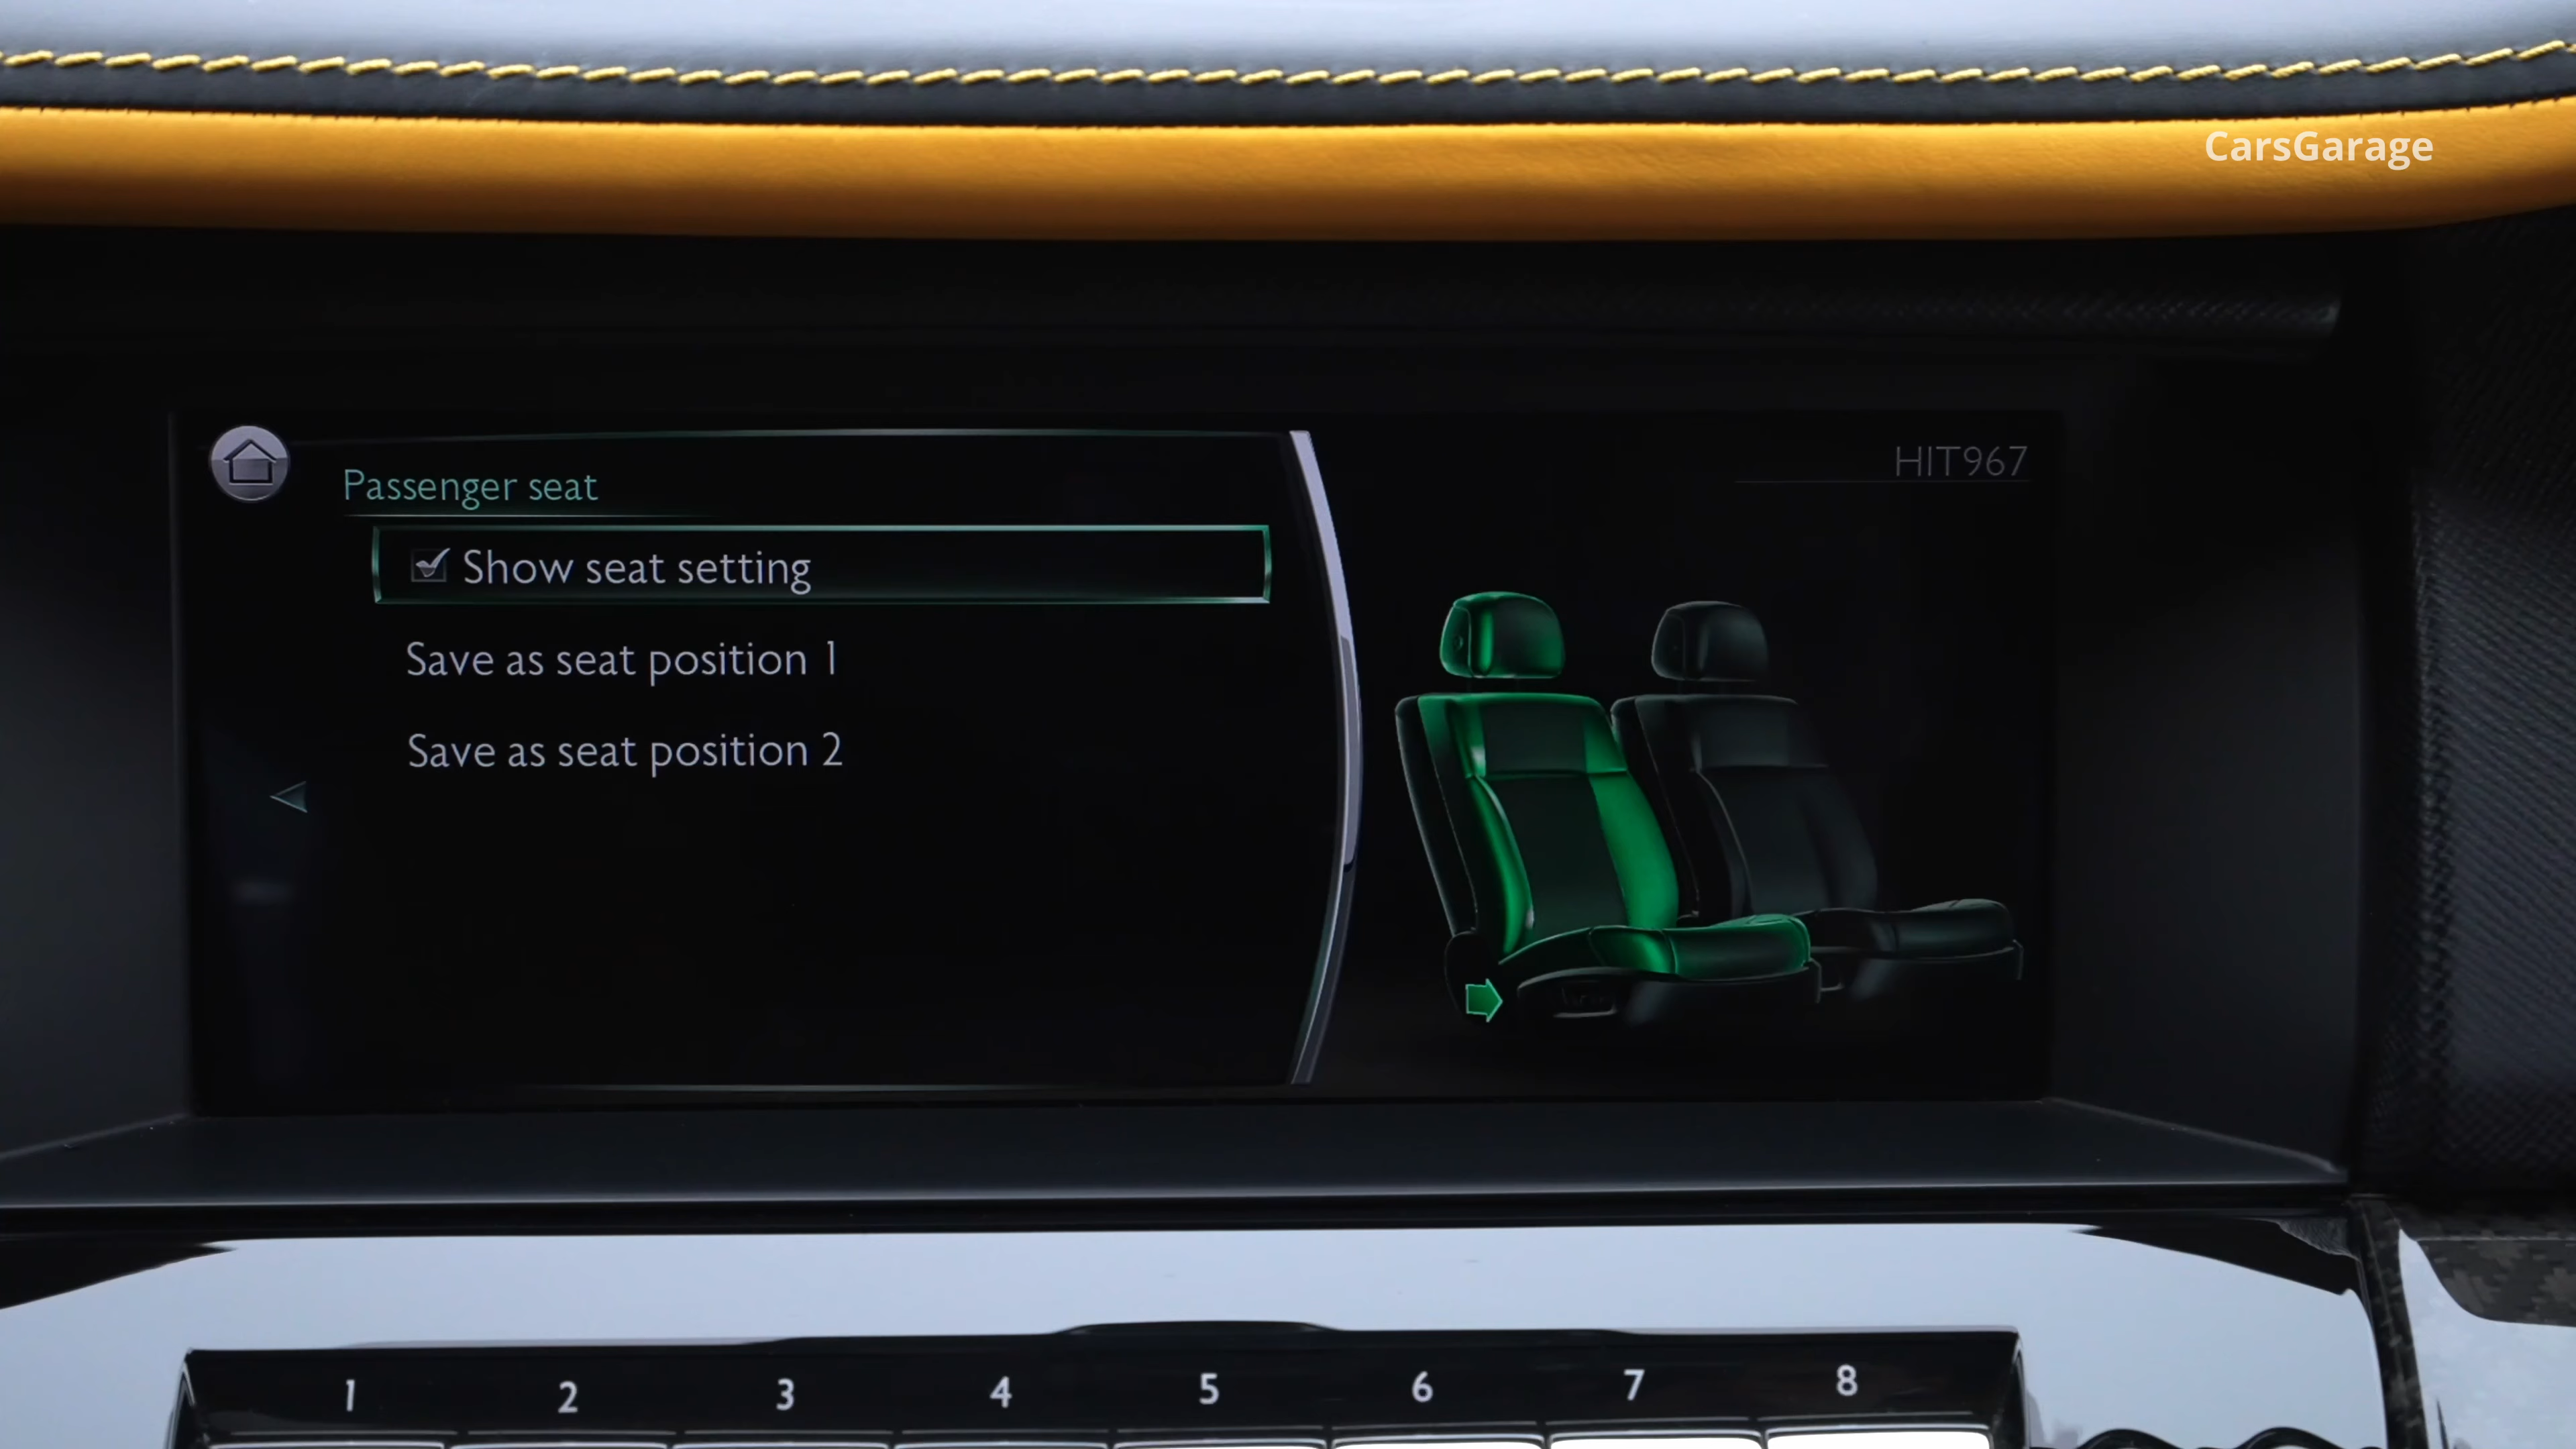 CarsGarage
HIT967
Passenger seat
Show seat setting
Save as seat position 1
Save as seat position 2
1 2 3 4 5 6 7 8